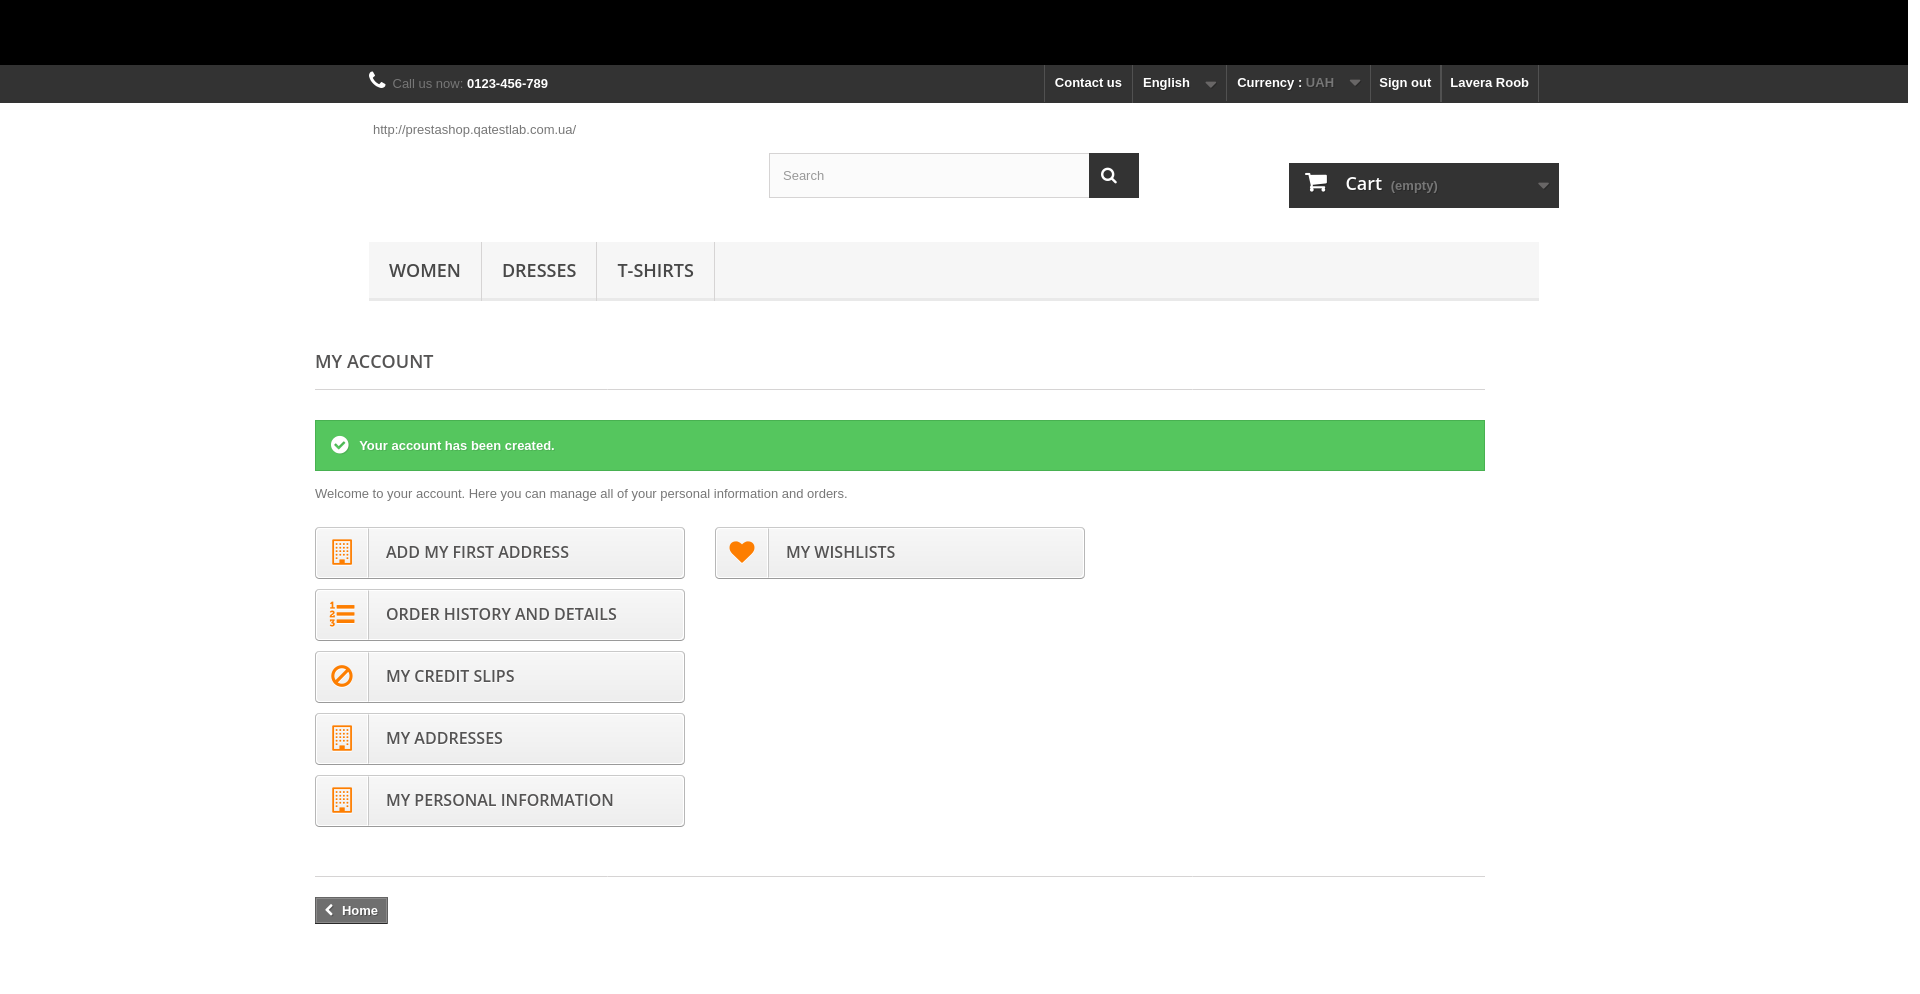 Call us now: 0123-456-789
Contact us
English
Currency : UAH
Sign out
Lavera Roob
http://prestashop.qatestlab.com.ua/
Search
Cart (empty)
WOMEN
DRESSES
T-SHIRTS
MY ACCOUNT
Your account has been created.
Welcome to your account. Here you can manage all of your personal information and orders.
ADD MY FIRST ADDRESS
ORDER HISTORY AND DETAILS
MY CREDIT SLIPS
MY ADDRESSES
MY PERSONAL INFORMATION
MY WISHLISTS
Home